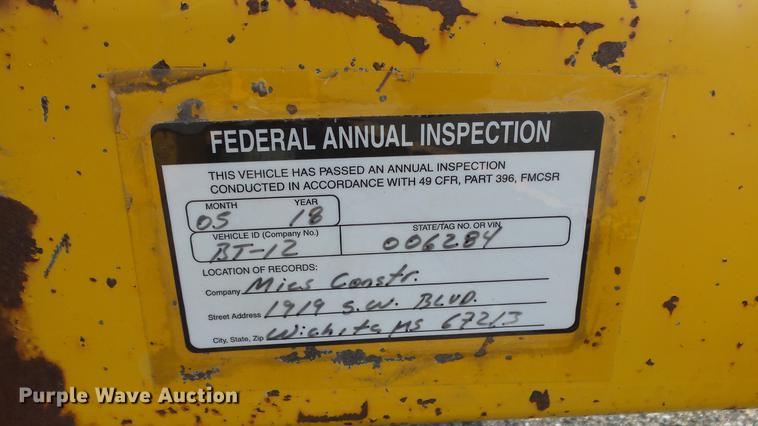 FEDERAL ANNUAL INSPECTION
THIS VEHICLE HAS PASSED AN ANNUAL INSPECTION
CONDUCTED IN ACCORDANCE WITH 49 CFR, PART 396, FMCSR
MONTH YEAR
05 18
VEHICLE ID (Company No.) STATE/TAG NO. OR VIN
BT-12 006284
LOCATION OF RECORDS:
Company Mies Constr.
Street Address 1919 S.W. BLVD.
City, State, Zip Wichita KS 67213
Purple Wave Auction